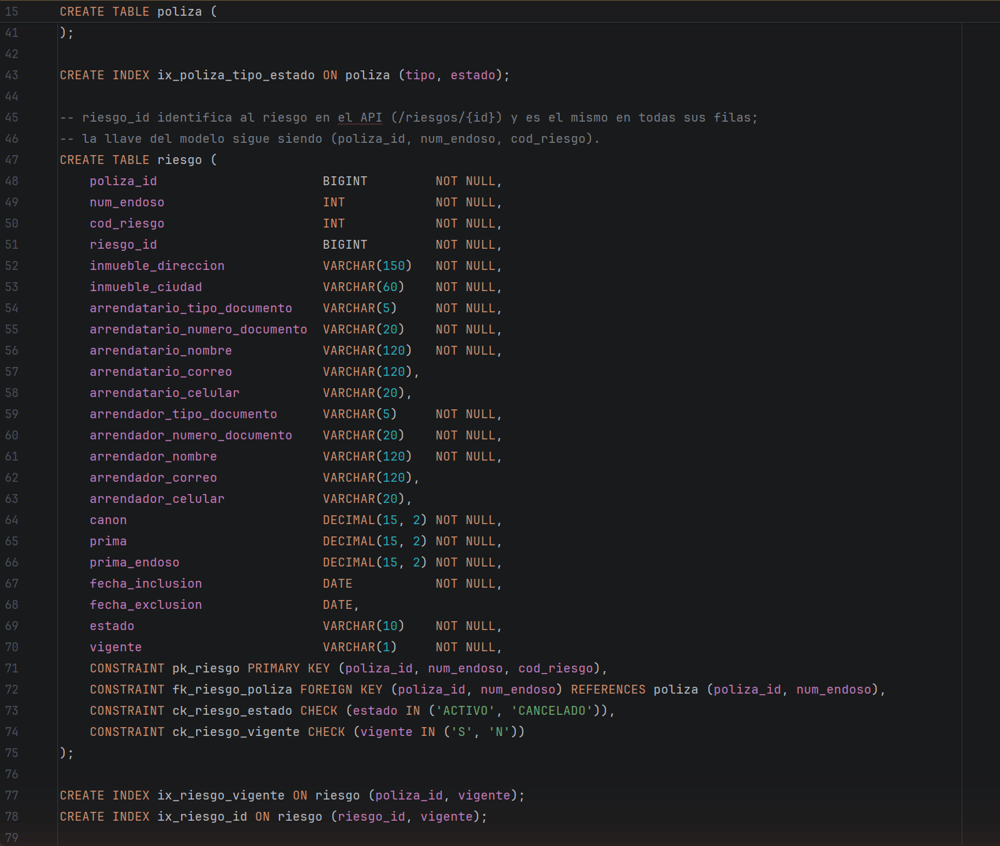 15 CREATE TABLE poliza (
41 );
42
43 CREATE INDEX ix_poliza_tipo_estado ON poliza (tipo, estado);
44
45 -- riesgo_id identifica al riesgo en el API (/riesgos/{id}) y es el mismo en todas sus filas;
46 -- la llave del modelo sigue siendo (poliza_id, num_endoso, cod_riesgo).
47 CREATE TABLE riesgo (
48 poliza_id BIGINT NOT NULL,
49 num_endoso INT NOT NULL,
50 cod_riesgo INT NOT NULL,
51 riesgo_id BIGINT NOT NULL,
52 inmueble_direccion VARCHAR(150) NOT NULL,
53 inmueble_ciudad VARCHAR(60) NOT NULL,
54 arrendatario_tipo_documento VARCHAR(5) NOT NULL,
55 arrendatario_numero_documento VARCHAR(20) NOT NULL,
56 arrendatario_nombre VARCHAR(120) NOT NULL,
57 arrendatario_correo VARCHAR(120),
58 arrendatario_celular VARCHAR(20),
59 arrendador_tipo_documento VARCHAR(5) NOT NULL,
60 arrendador_numero_documento VARCHAR(20) NOT NULL,
61 arrendador_nombre VARCHAR(120) NOT NULL,
62 arrendador_correo VARCHAR(120),
63 arrendador_celular VARCHAR(20),
64 canon DECIMAL(15, 2) NOT NULL,
65 prima DECIMAL(15, 2) NOT NULL,
66 prima_endoso DECIMAL(15, 2) NOT NULL,
67 fecha_inclusion DATE NOT NULL,
68 fecha_exclusion DATE,
69 estado VARCHAR(10) NOT NULL,
70 vigente VARCHAR(1) NOT NULL,
71 CONSTRAINT pk_riesgo PRIMARY KEY (poliza_id, num_endoso, cod_riesgo),
72 CONSTRAINT fk_riesgo_poliza FOREIGN KEY (poliza_id, num_endoso) REFERENCES poliza (poliza_id, num_endoso),
73 CONSTRAINT ck_riesgo_estado CHECK (estado IN ('ACTIVO', 'CANCELADO')),
74 CONSTRAINT ck_riesgo_vigente CHECK (vigente IN ('S', 'N'))
75 );
76
77 CREATE INDEX ix_riesgo_vigente ON riesgo (poliza_id, vigente);
78 CREATE INDEX ix_riesgo_id ON riesgo (riesgo_id, vigente);
79